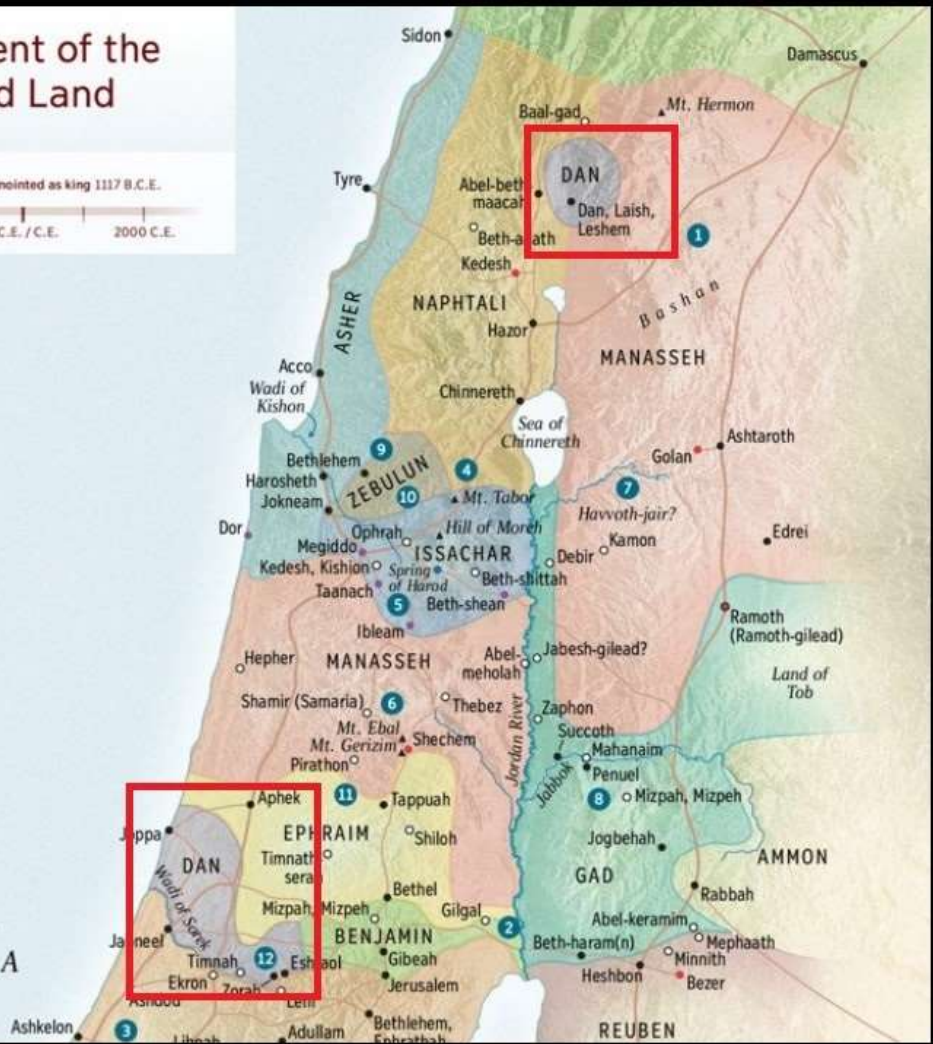 ent of the
d Land
nointed as king 1117 B.C.E.
C.E. / C.E.
2000 C.E.
Sidon
Damascus
Mt. Hermon
Baal-gad
DAN
Tyre
Abel-beth
maacah
Dan, Laish,
Leshem
1
Beth-anath
Kedesh
Bashan
NAPHTALI
ASHER
Hazor
MANASSEH
Acco
Wadi of
Kishon
Chinnereth
Sea of
Chinnereth
Ashtaroth
Golan
9
Bethlehem
ZEBULUN
4
Harosheth
10
Mt. Tabor
7
Jokneam
Havvoth-jair?
Dor
Ophrah
Hill of Moreh
Edrei
Kamon
Megiddo
ISSACHAR
Debir
Kedesh, Kishion
Spring
of Harod
Beth-shittah
Taanach
5
Beth-shean
Ramoth
(Ramoth-gilead)
Ibleam
Hepher
MANASSEH
Abel-
meholah
Jabesh-gilead?
Land of
Tob
Shamir (Samaria)
6
Thebez
Zaphon
Jordan River
Mt. Ebal
Mt. Gerizim
Shechem
Succoth
Mahanaim
Pirathon
Jabbok
Penuel
Aphek
11
Tappuah
8
Mizpah, Mizpeh
Joppa
EPHRAIM
Shiloh
Jogbehah
DAN
Timnath-
serah
AMMON
GAD
Wadi of Sorek
Bethel
Rabbah
Mizpah, Mizpeh
Gilgal
2
Abel-keramim
Jabneel
BENJAMIN
Beth-haram(n)
Mephaath
A
Timnah
12
Eshtaol
Gibeah
Minnith
Ekron
Zorah
Lehi
Jerusalem
Heshbon
Bezer
Ashdod
Ashkelon
3
Libnah
Adullam
Bethlehem,
Ephrathah
REUBEN